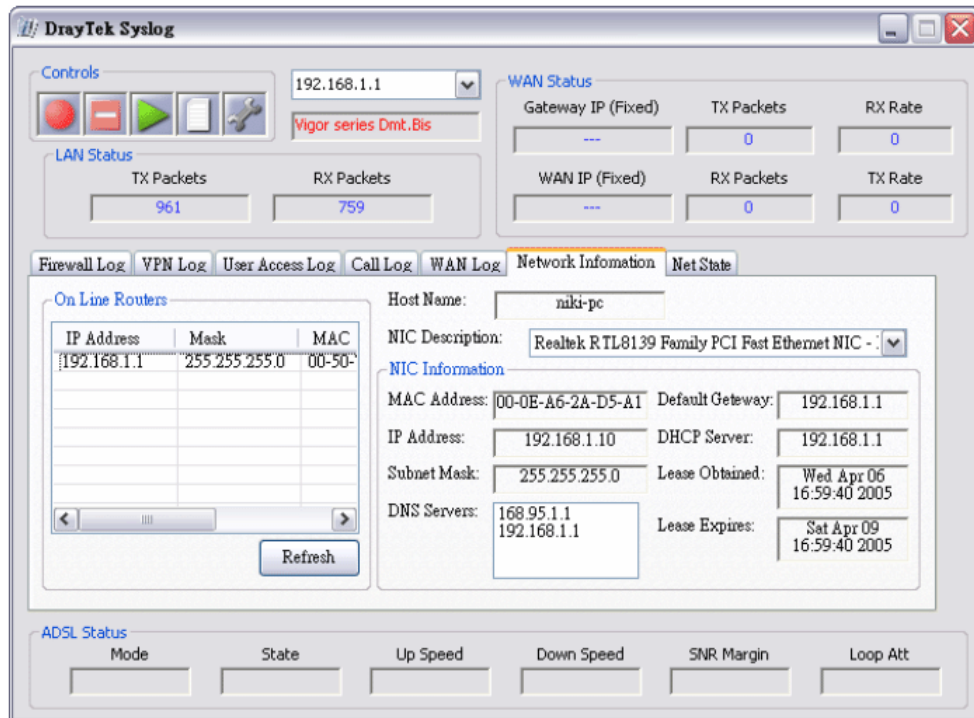 DrayTek Syslog
Controls
192.168.1.1
Vigor series Dmt.Bis
WAN Status
Gateway IP (Fixed) TX Packets RX Rate
--- 0 0
WAN IP (Fixed) RX Packets TX Rate
--- 0 0
LAN Status
TX Packets RX Packets
961 759
Firewall Log VPN Log User Access Log Call Log WAN Log Network Infomation Net State
On Line Routers
IP Address Mask MAC
192.168.1.1 255.255.255.0 00-50-
Refresh
Host Name: niki-pc
NIC Description: Realtek RTL8139 Family PCI Fast Ethernet NIC -
NIC Information
MAC Address: 00-0E-A6-2A-D5-A1 Default Geteway: 192.168.1.1
IP Address: 192.168.1.10 DHCP Server: 192.168.1.1
Subnet Mask: 255.255.255.0 Lease Obtained: Wed Apr 06
16:59:40 2005
DNS Servers: 168.95.1.1
192.168.1.1
Lease Expires: Sat Apr 09
16:59:40 2005
ADSL Status
Mode State Up Speed Down Speed SNR Margin Loop Att